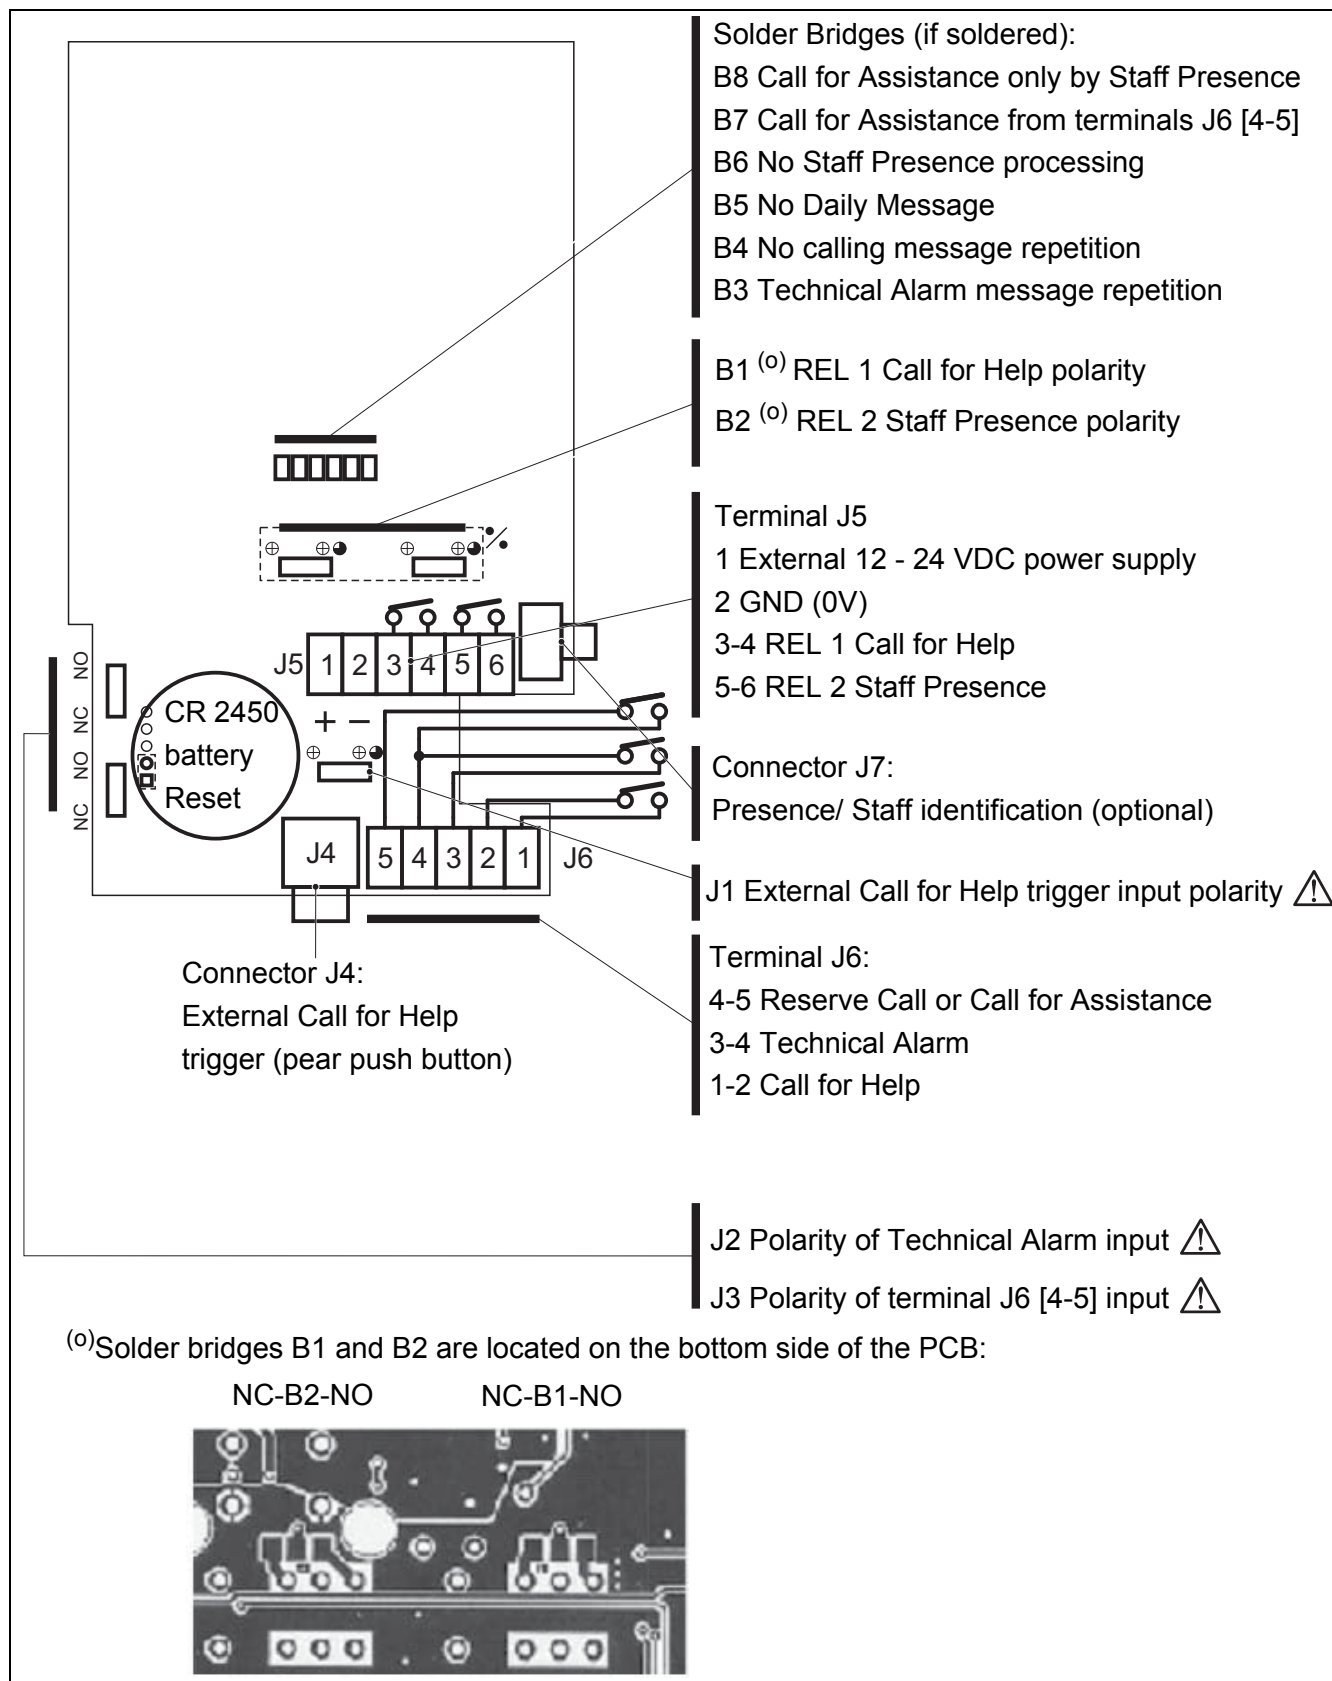 Solder Bridges (if soldered):
B8 Call for Assistance only by Staff Presence
B7 Call for Assistance from terminals J6 [4-5]
B6 No Staff Presence processing
B5 No Daily Message
B4 No calling message repetition
B3 Technical Alarm message repetition
B1 (o) REL 1 Call for Help polarity
B2 (o) REL 2 Staff Presence polarity
Terminal J5
1 External 12 - 24 VDC power supply
2 GND (0V)
3-4 REL 1 Call for Help
5-6 REL 2 Staff Presence
J5 1 2 3 4 5 6
+ −
NO
NC
NO
NC
CR 2450
battery
Reset
Connector J7:
Presence/ Staff identification (optional)
J4
5 4 3 2 1 J6
J1 External Call for Help trigger input polarity ⚠
Connector J4:
External Call for Help
trigger (pear push button)
Terminal J6:
4-5 Reserve Call or Call for Assistance
3-4 Technical Alarm
1-2 Call for Help
J2 Polarity of Technical Alarm input ⚠
J3 Polarity of terminal J6 [4-5] input ⚠
(o)Solder bridges B1 and B2 are located on the bottom side of the PCB:
NC-B2-NO NC-B1-NO